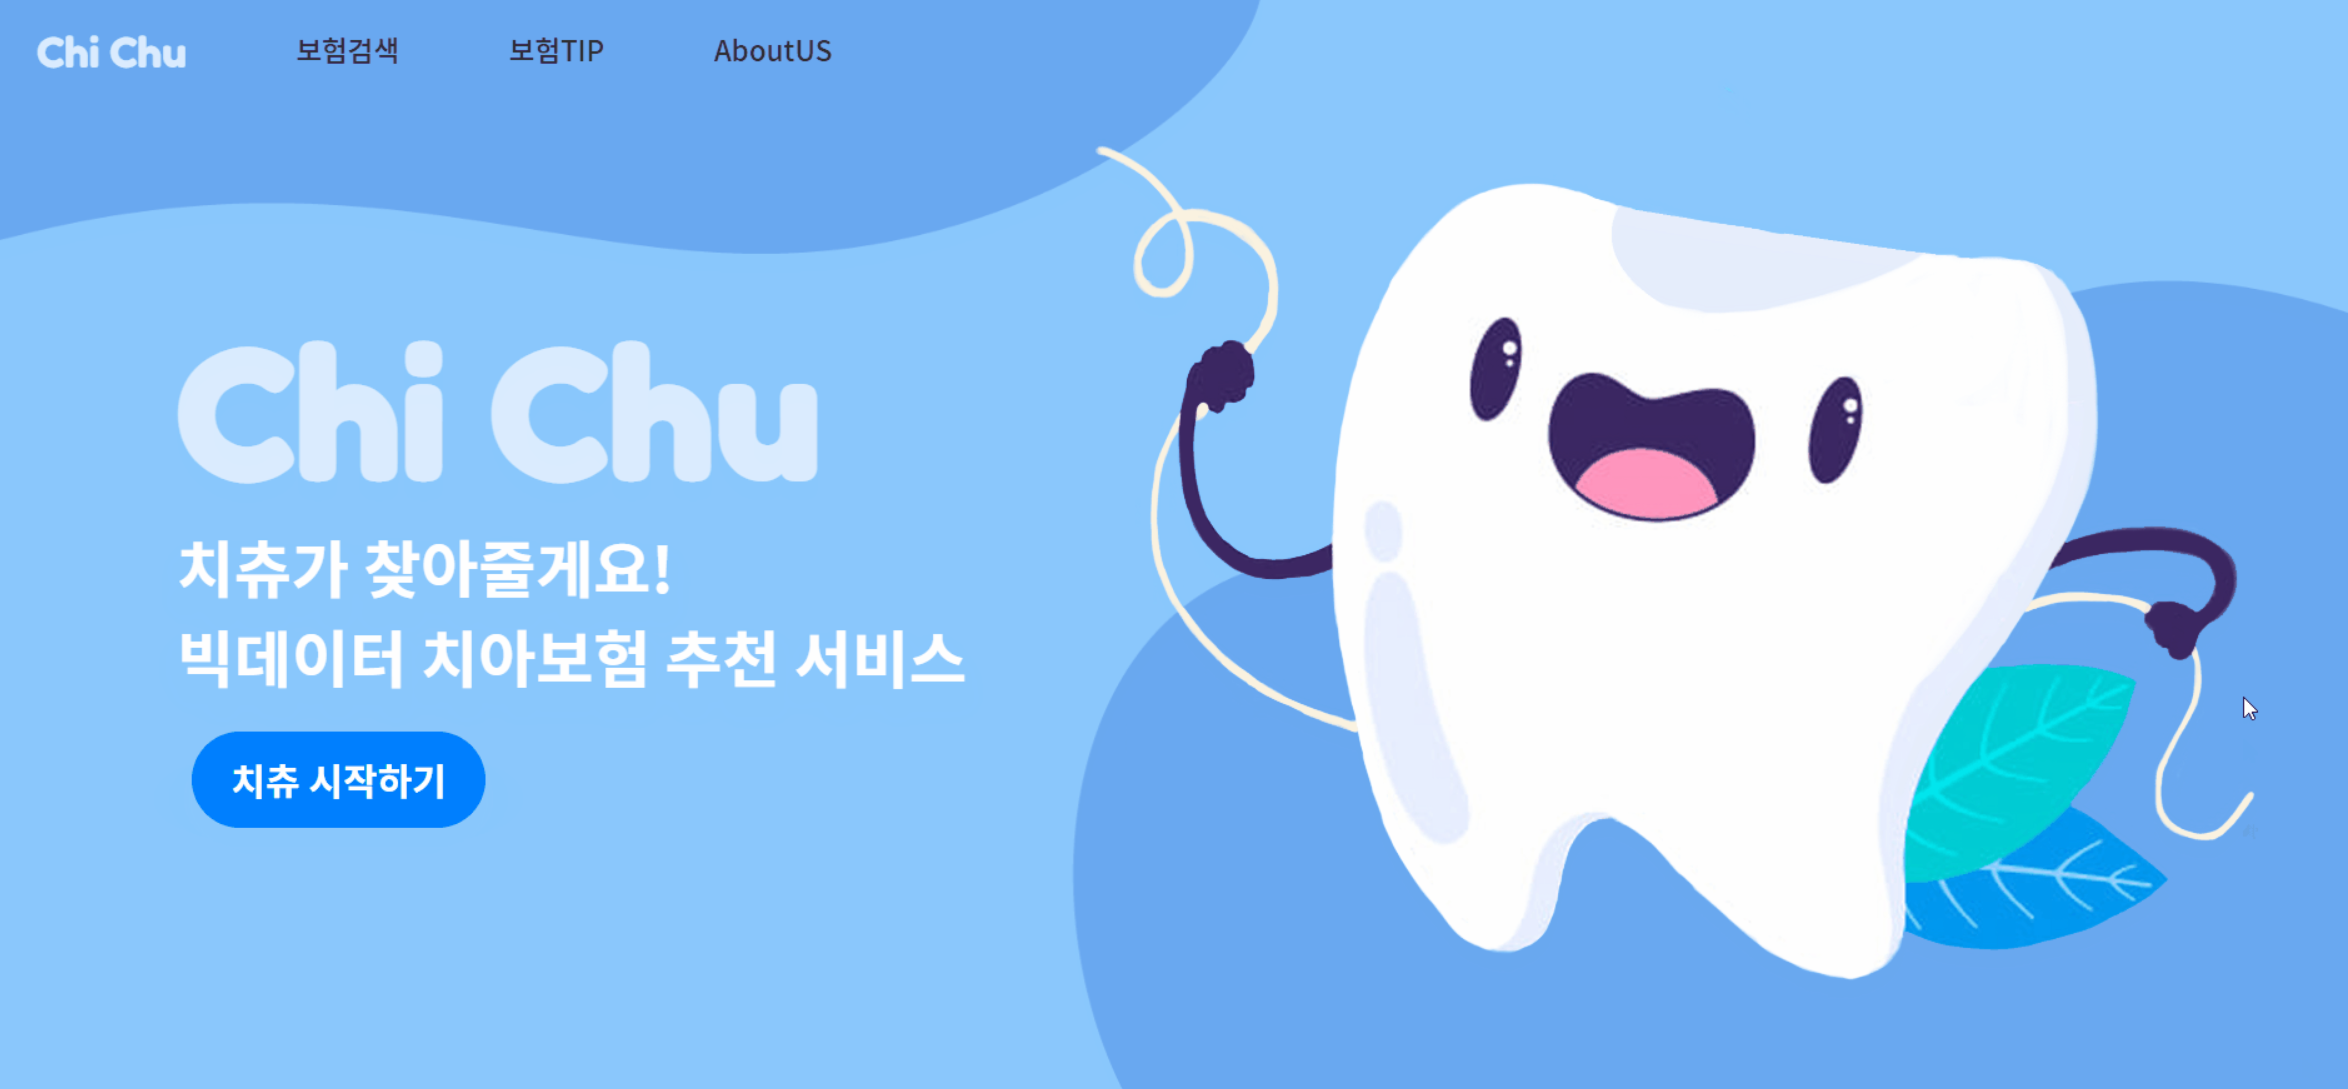 Chi Chu
보험검색
보험TIP
AboutUS
Chi Chu
치츄가 찾아줄게요!
빅데이터 치아보험 추천 서비스
치츄 시작하기